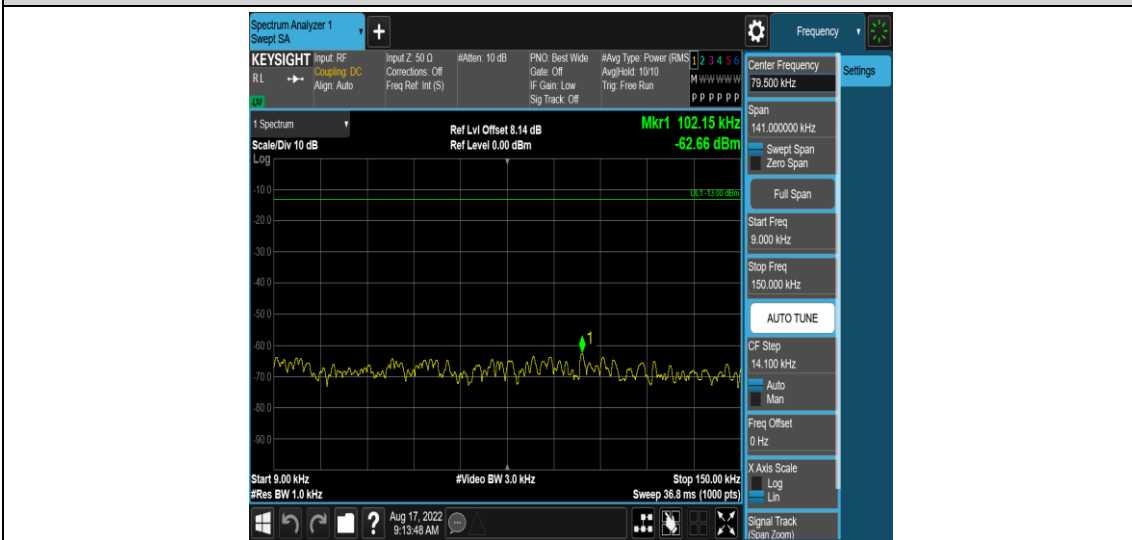 Spectrum Analyzer 1
Swept SA
+
Frequency
KEYSIGHT
RL
LXI
Input: RF
Coupling: DC
Align: Auto
Input Z: 50 Ω
Corrections: Off
Freq Ref: Int (S)
#Atten: 10 dB
PNO: Best Wide
Gate: Off
IF Gain: Low
Sig Track: Off
#Avg Type: Power (RMS
Avg|Hold: 10/10
Trig: Free Run
1 2 3 4 5 6
M W W W W W
P P P P P P
Center Frequency
79.500 kHz
Settings
1 Spectrum
Scale/Div 10 dB
Ref Lvl Offset 8.14 dB
Ref Level 0.00 dBm
Mkr1 102.15 kHz
-62.66 dBm
Span
141.000000 kHz
Swept Span
Zero Span
Full Span
Start Freq
9.000 kHz
Stop Freq
150.000 kHz
AUTO TUNE
CF Step
14.100 kHz
Auto
Man
Freq Offset
0 Hz
X Axis Scale
Log
Lin
Signal Track
(Span Zoom)
Log
-10.0
DL1 -13.00 dBm
-20.0
-30.0
-40.0
-50.0
-60.0
1
-70.0
-80.0
-90.0
Start 9.00 kHz
#Res BW 1.0 kHz
#Video BW 3.0 kHz
Stop 150.00 kHz
Sweep 36.8 ms (1000 pts)
?
Aug 17, 2022
9:13:48 AM